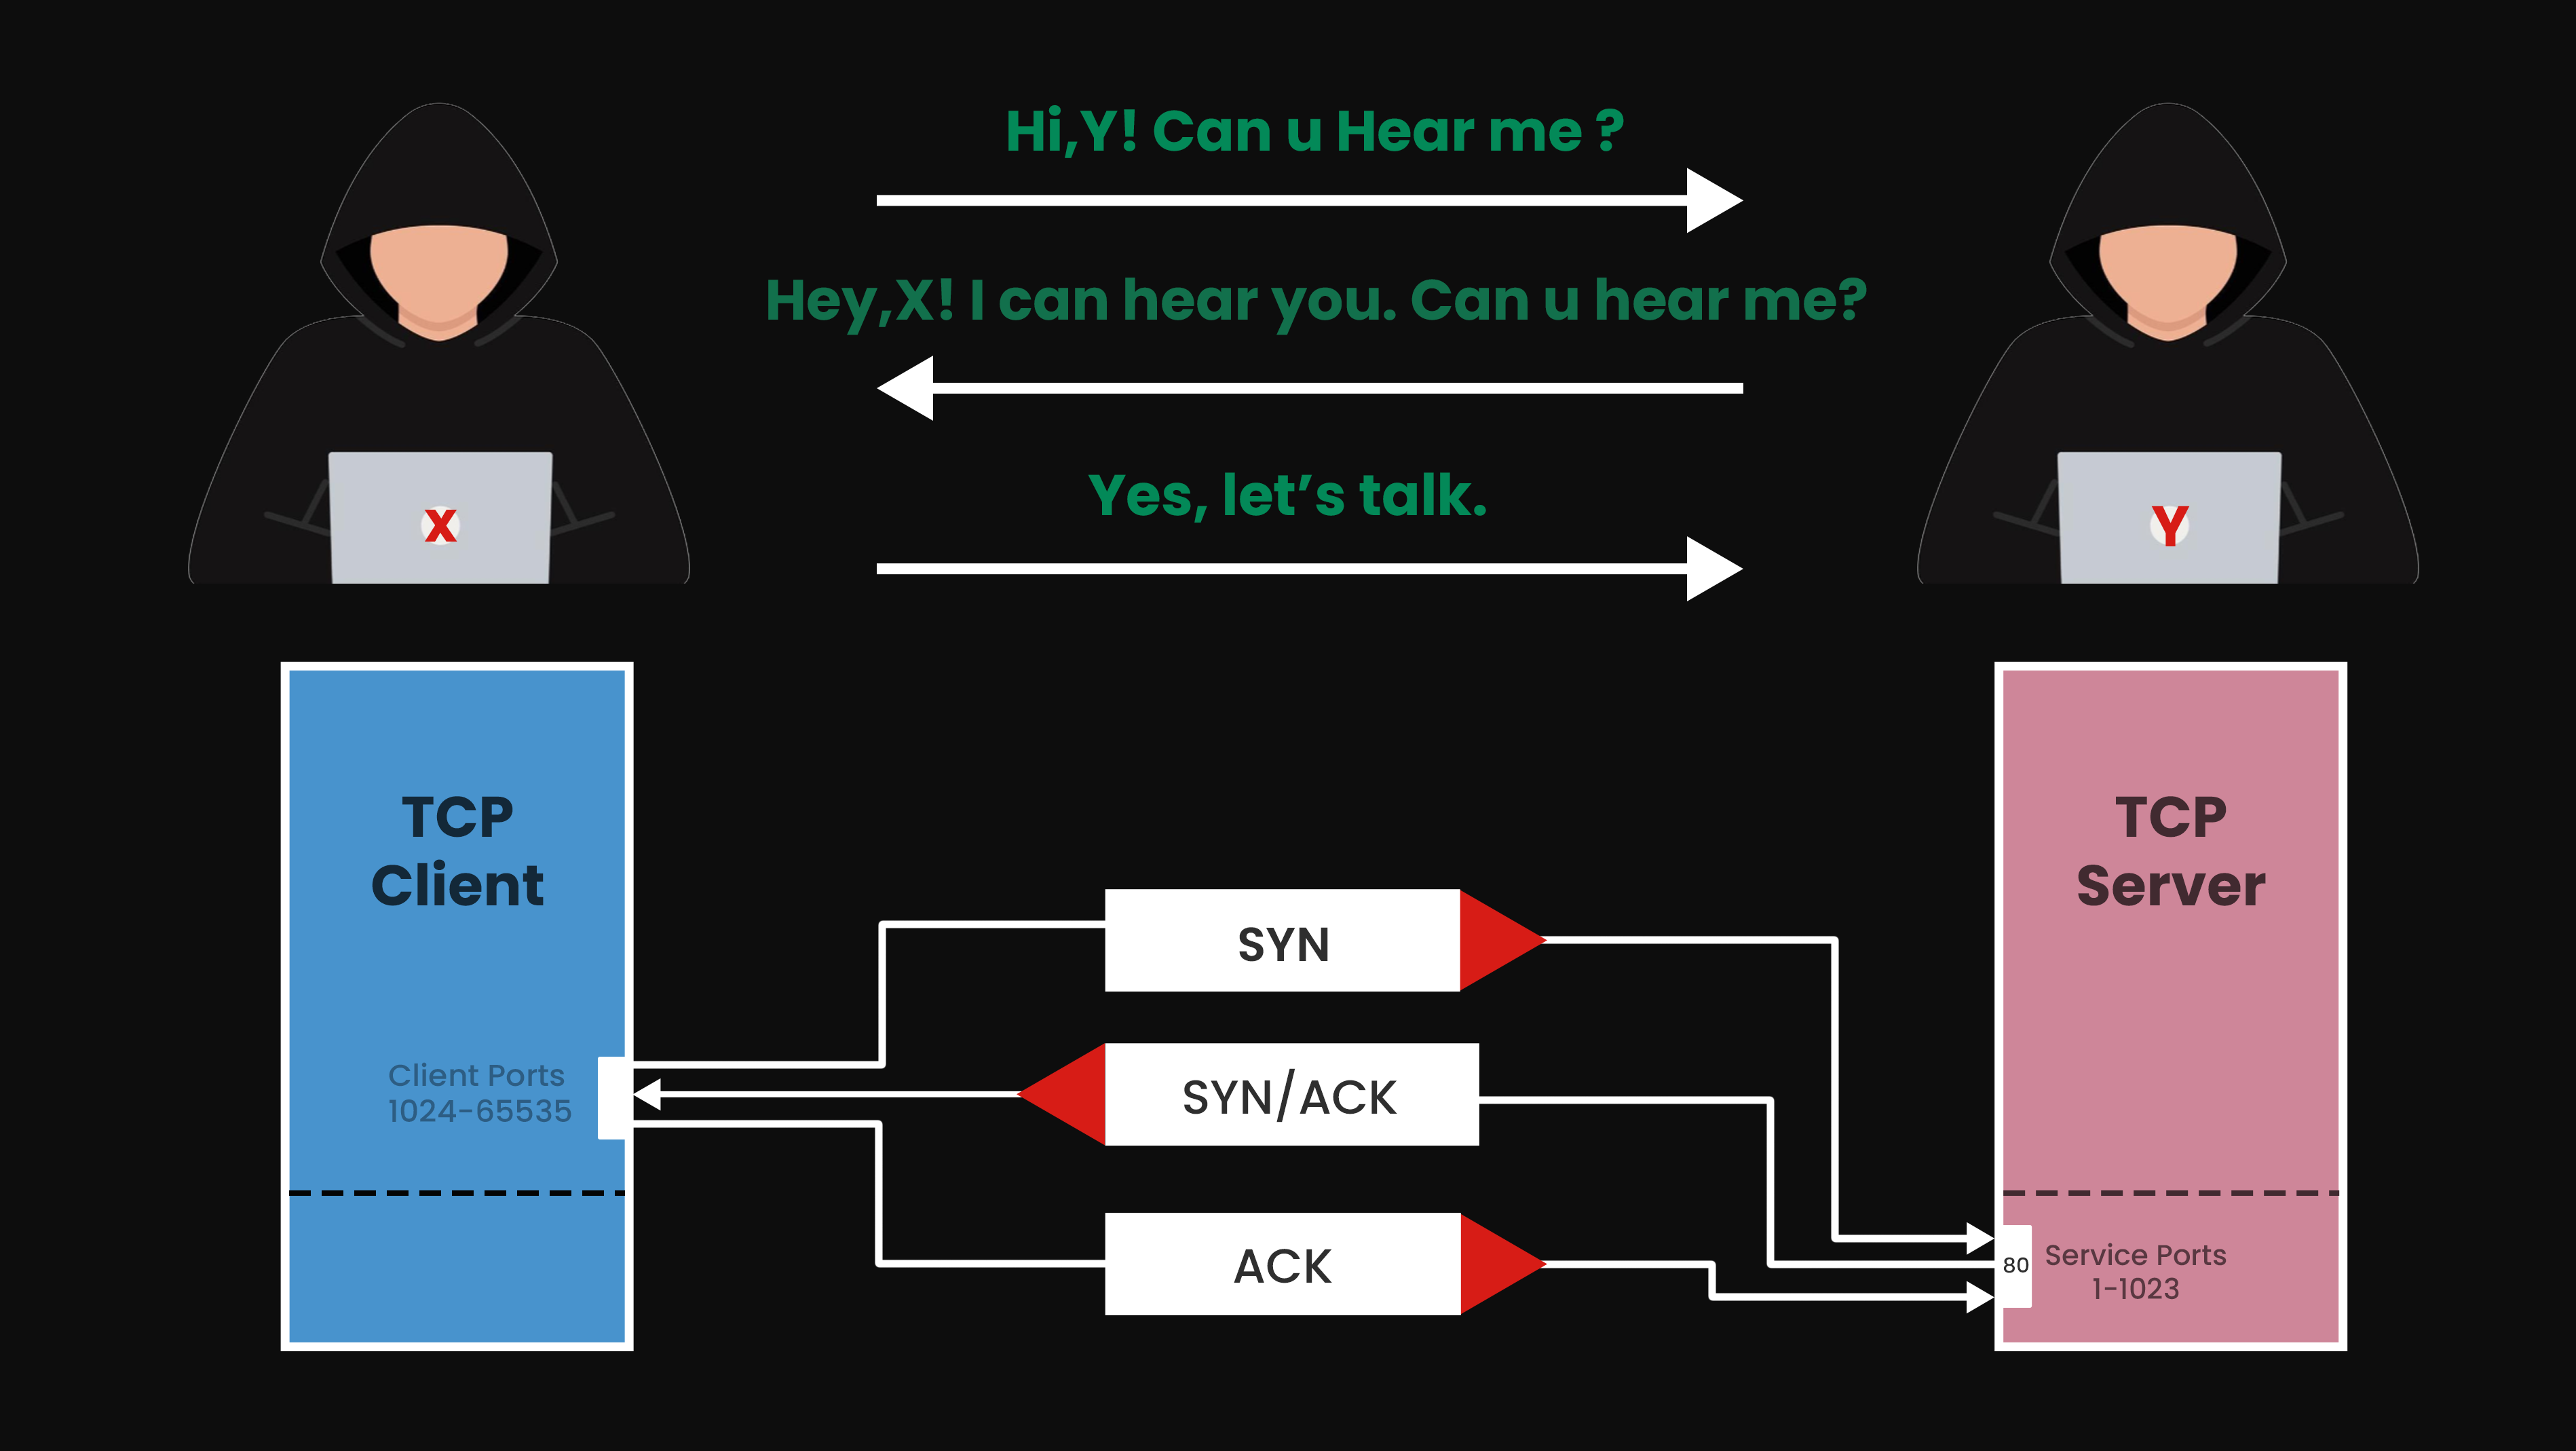 Hi,Y! Can u Hear me ?
Hey,X! I can hear you. Can u hear me?
Yes, let’s talk.
X
Y
TCP
Client
TCP
Server
SYN
Client Ports
1024-65535
SYN/ACK
ACK
80
Service Ports
1-1023